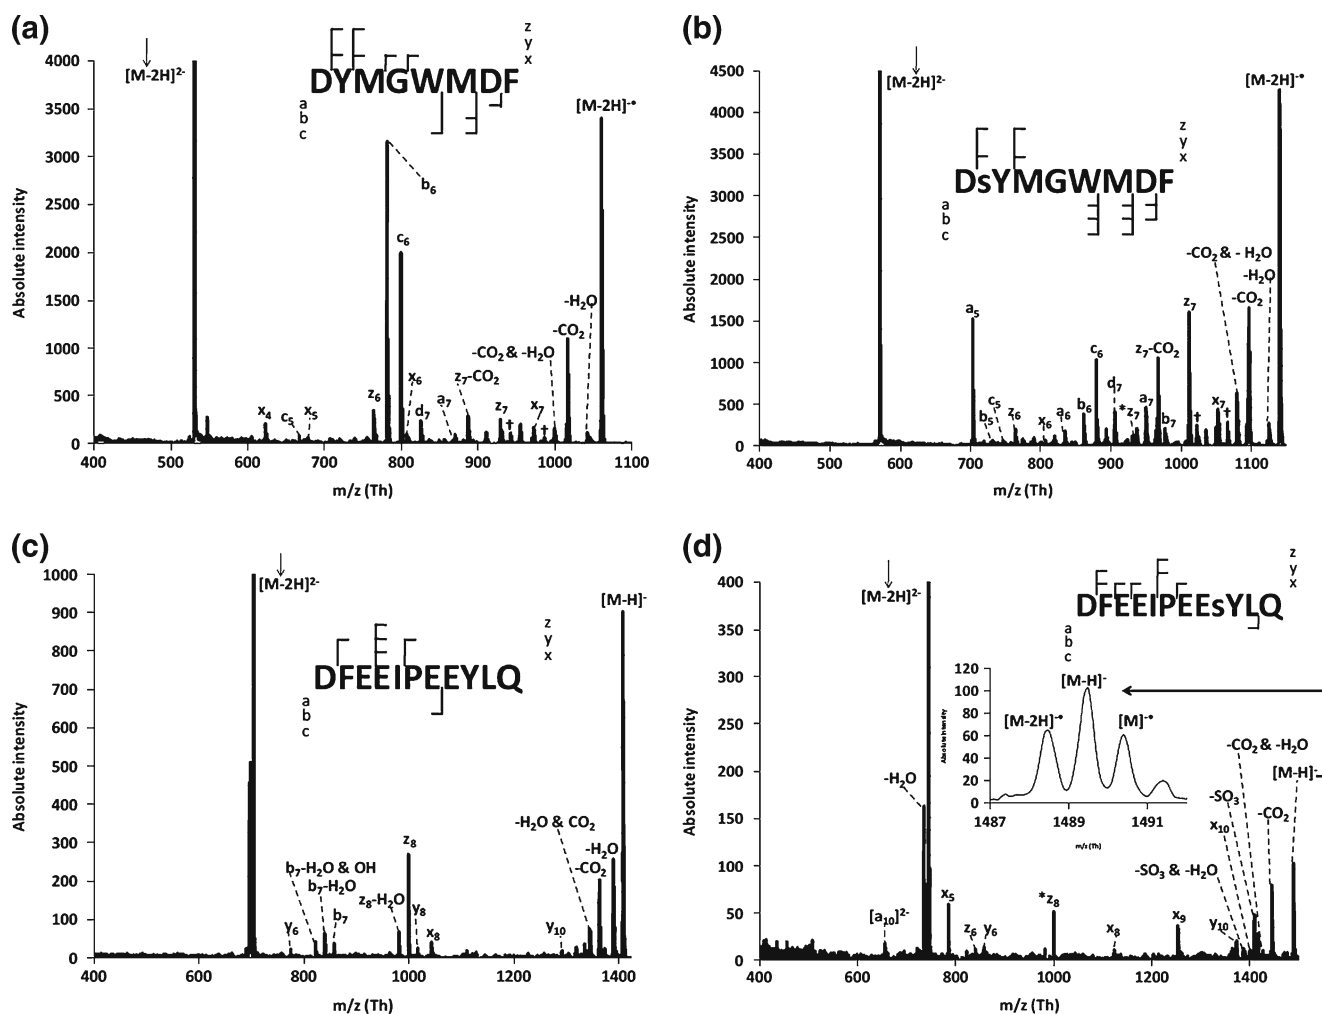 (a)
z
y
x
[M-2H]2-
DYMGWMDF
a
b
c
[M-2H]-•
b6
c6
-H2O
-CO2
-CO2 & -H2O
x6
z7-CO2
a7
z6
d7
z7
†
x7
†
x4
c5
x5
4000
3500
3000
2500
2000
1500
1000
500
0
Absolute intensity
400 500 600 700 800 900 1000 1100
m/z (Th)
(b)
[M-2H]2-
[M-2H]-•
z
y
x
DsYMGWMDF
a
b
c
-CO2 & - H2O
-H2O
-CO2
a5
z7
c6
z7-CO2
d7
a7
b5
c5
z6
x6
a6
b6
*z7
b7
†
x7
†
4500
4000
3500
3000
2500
2000
1500
1000
500
0
Absolute intensity
400 500 600 700 800 900 1000 1100
m/z (Th)
(c)
[M-2H]2-
[M-H]-
z
y
x
DFEEIPEEYLQ
a
b
c
-H2O & CO2
-H2O
-CO2
z8
b7-H2O & OH
b7-H2O
z8-H2O
y6
b7
y8
x8
y10
1000
900
800
700
600
500
400
300
200
100
0
Absolute intensity
400 600 800 1000 1200 1400
m/z (Th)
(d)
[M-2H]2-
z
y
x
DFEEIPEEsYLQ
a
b
c
[M-H]-
[M-2H]-•
[M]-•
120
100
80
60
40
20
0
Absolute Intensity
1487 1489 1491
m/z (Th)
-H2O
-CO2 & -H2O
[M-H]-
-SO3
-CO2
x10
-SO3 & -H2O
[a10]2-
x5
z6
y6
*z8
x8
x9
y10
400
350
300
250
200
150
100
50
0
Absolute intensity
400 600 800 1000 1200 1400
m/z (Th)